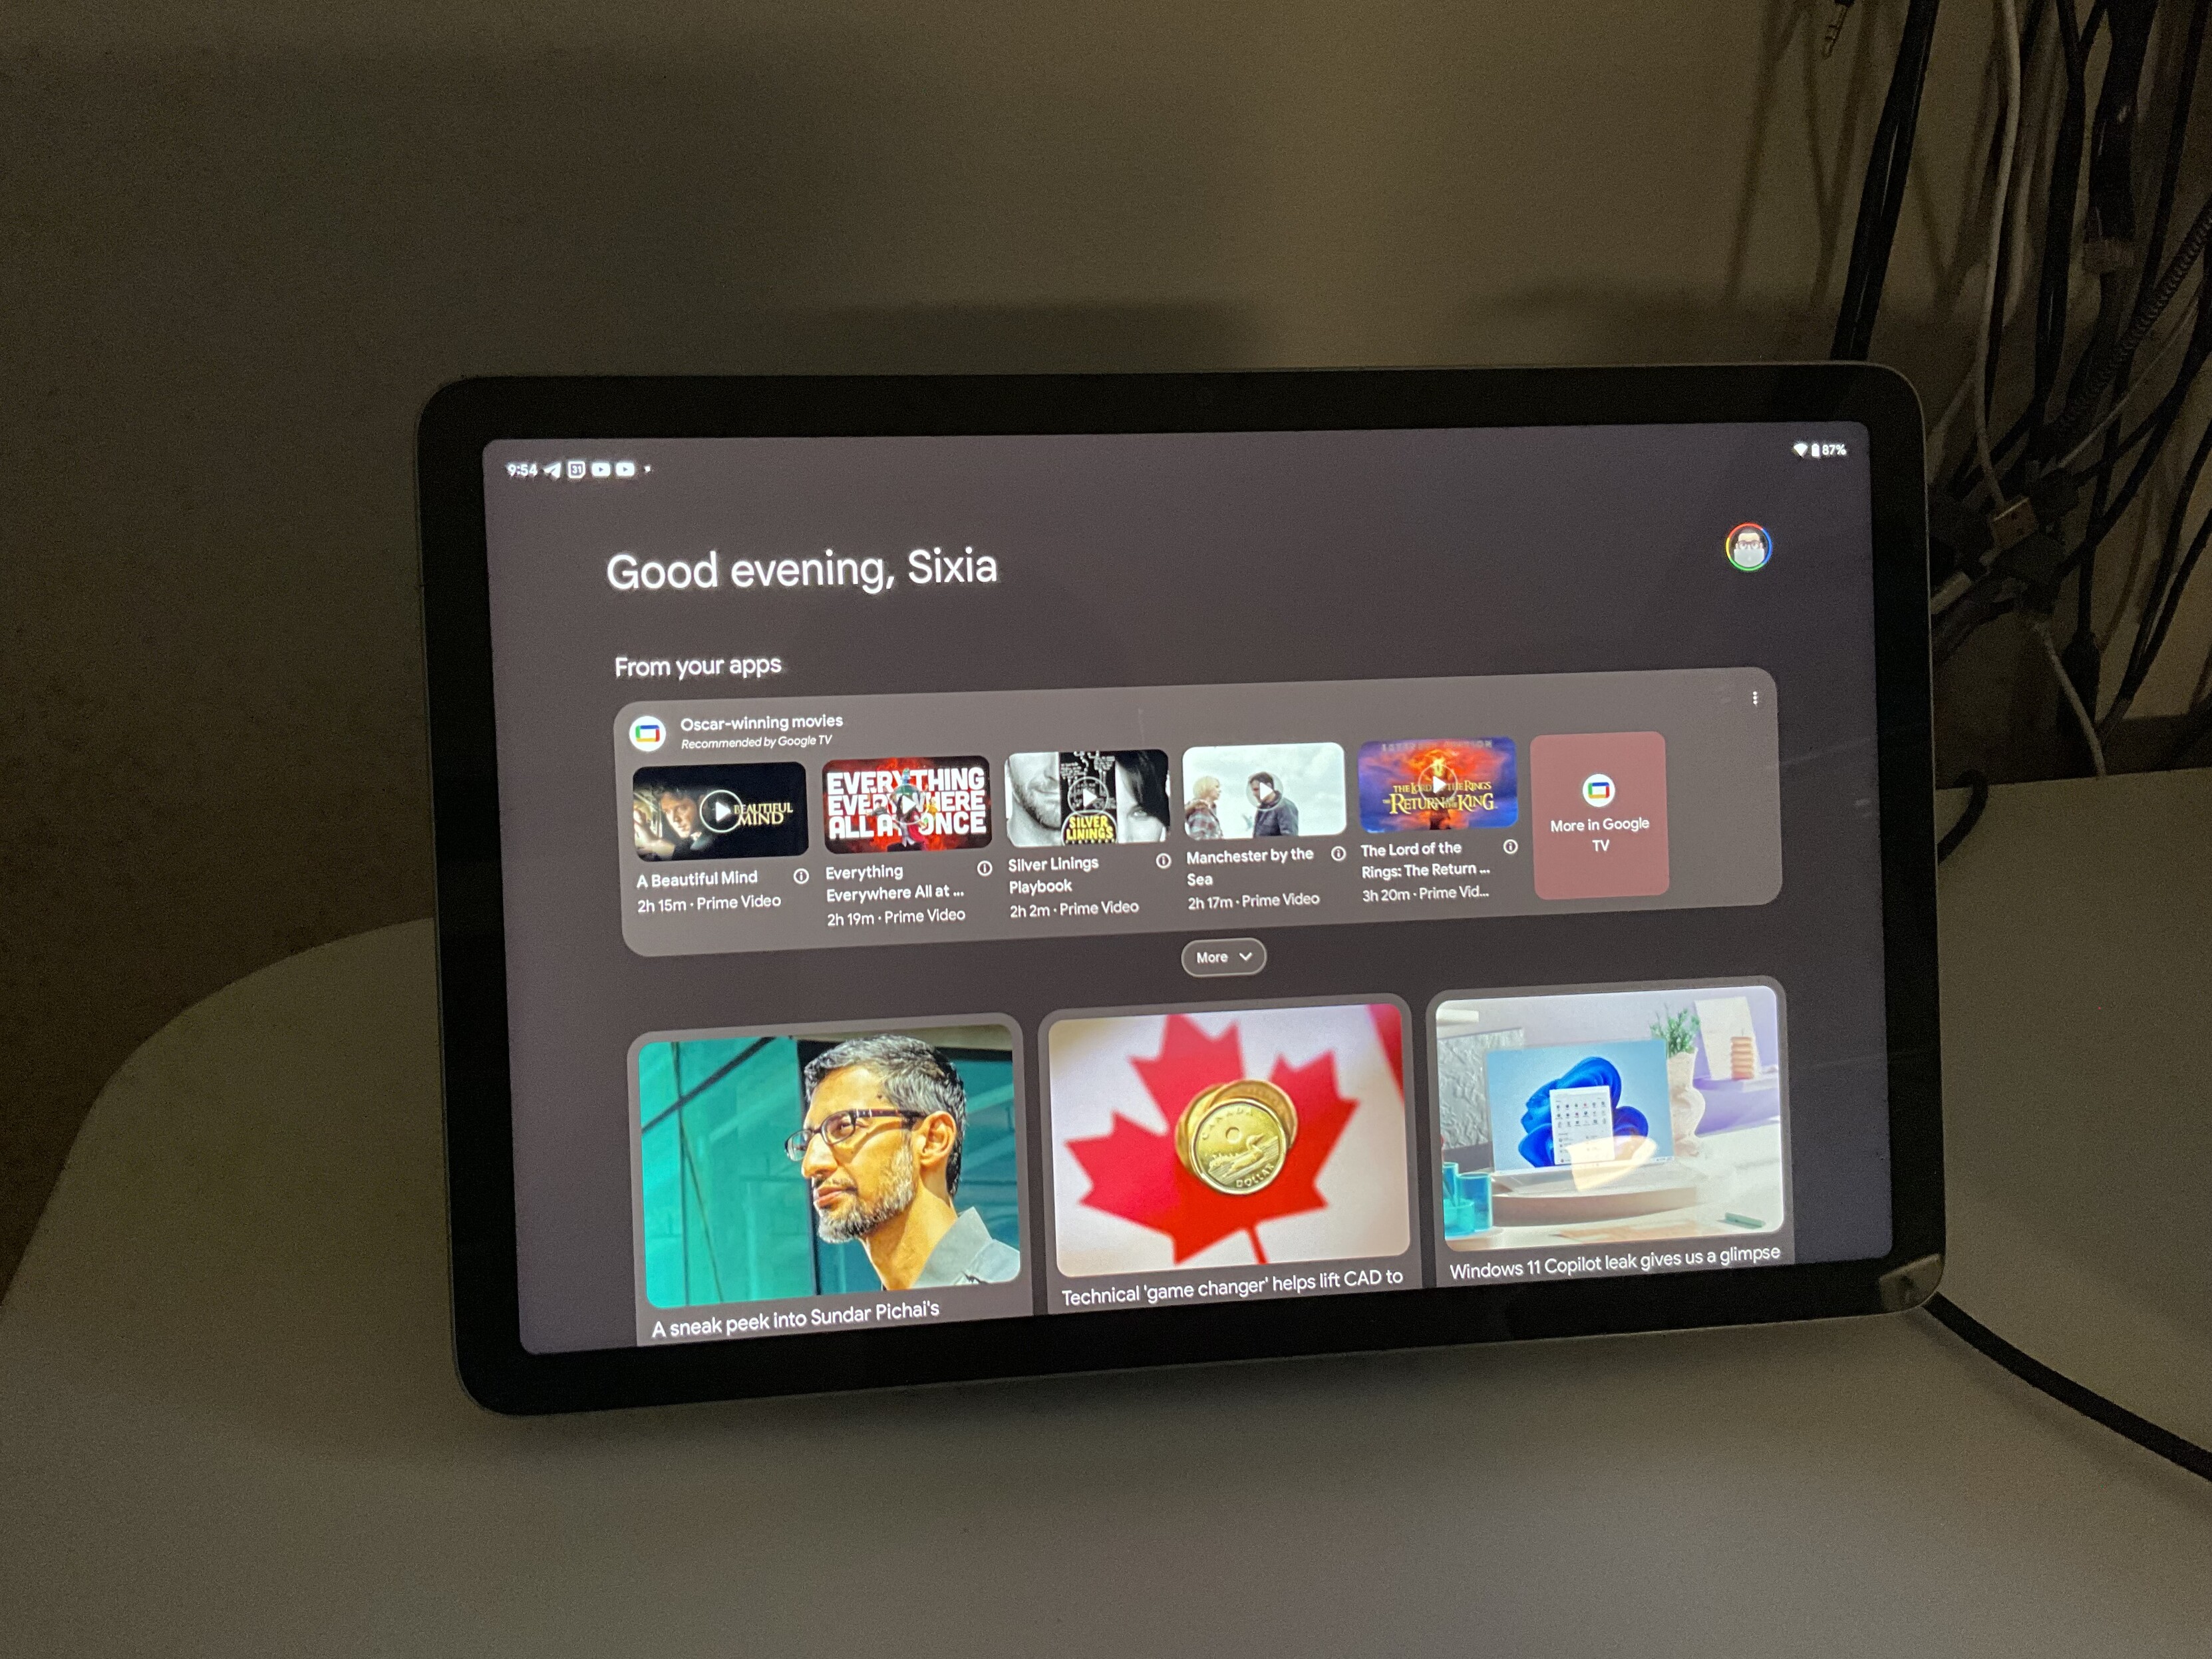 9:54
31
87%
Good evening, Sixia
From your apps
Oscar-winning movies
Recommended by Google TV
BEAUTIFUL
MIND
A Beautiful Mind
2h 15m · Prime Video
EVERYTHING
EVERYWHERE
ALL AT ONCE
Everything
Everywhere All at ...
2h 19m · Prime Video
SILVER
LININGS
Silver Linings
Playbook
2h 2m · Prime Video
Manchester by the
Sea
2h 17m · Prime Video
THE LORD OF THE RINGS
THE RETURN OF THE KING
The Lord of the
Rings: The Return ...
3h 20m · Prime Vid...
More in Google
TV
More
A sneak peek into Sundar Pichai's
CANADA
DOLLAR
Technical 'game changer' helps lift CAD to
Windows 11 Copilot leak gives us a glimpse